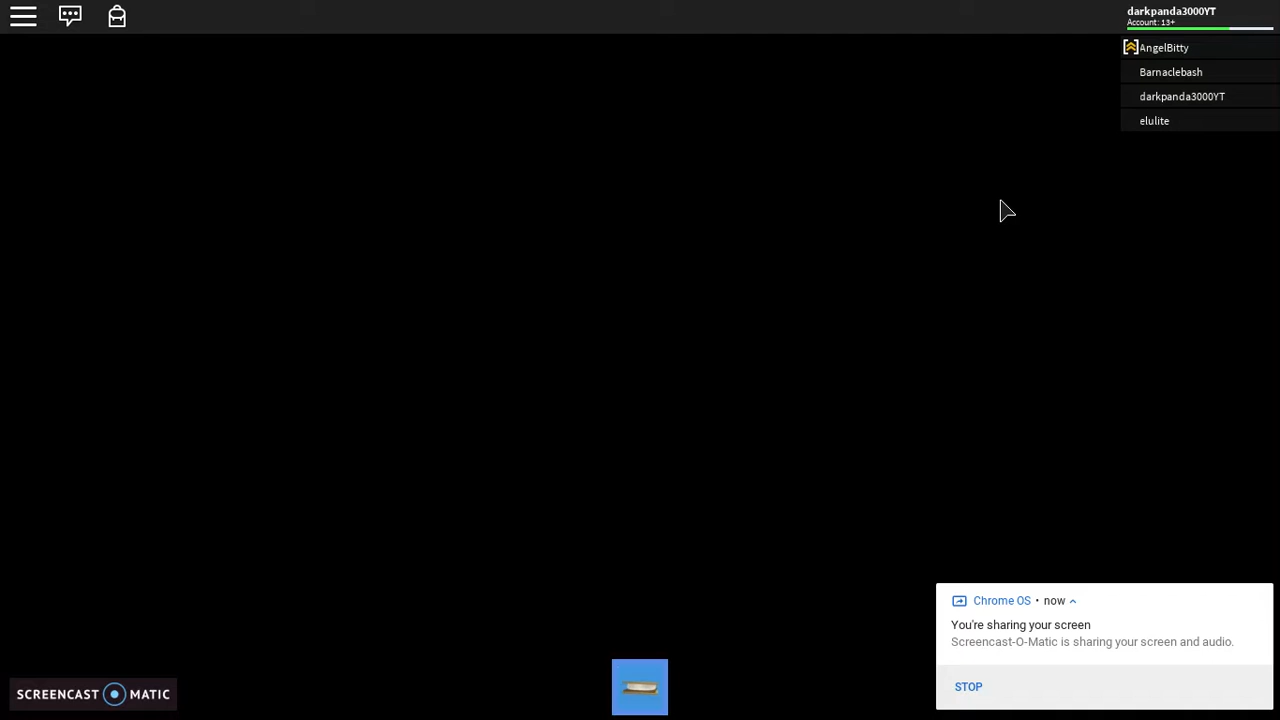 darkpanda3000YT
Account: 13+
AngelBitty
Barnaclebash
darkpanda3000YT
elulite
Chrome OS • now
You're sharing your screen
Screencast-O-Matic is sharing your screen and audio.
STOP
SCREENCAST MATIC